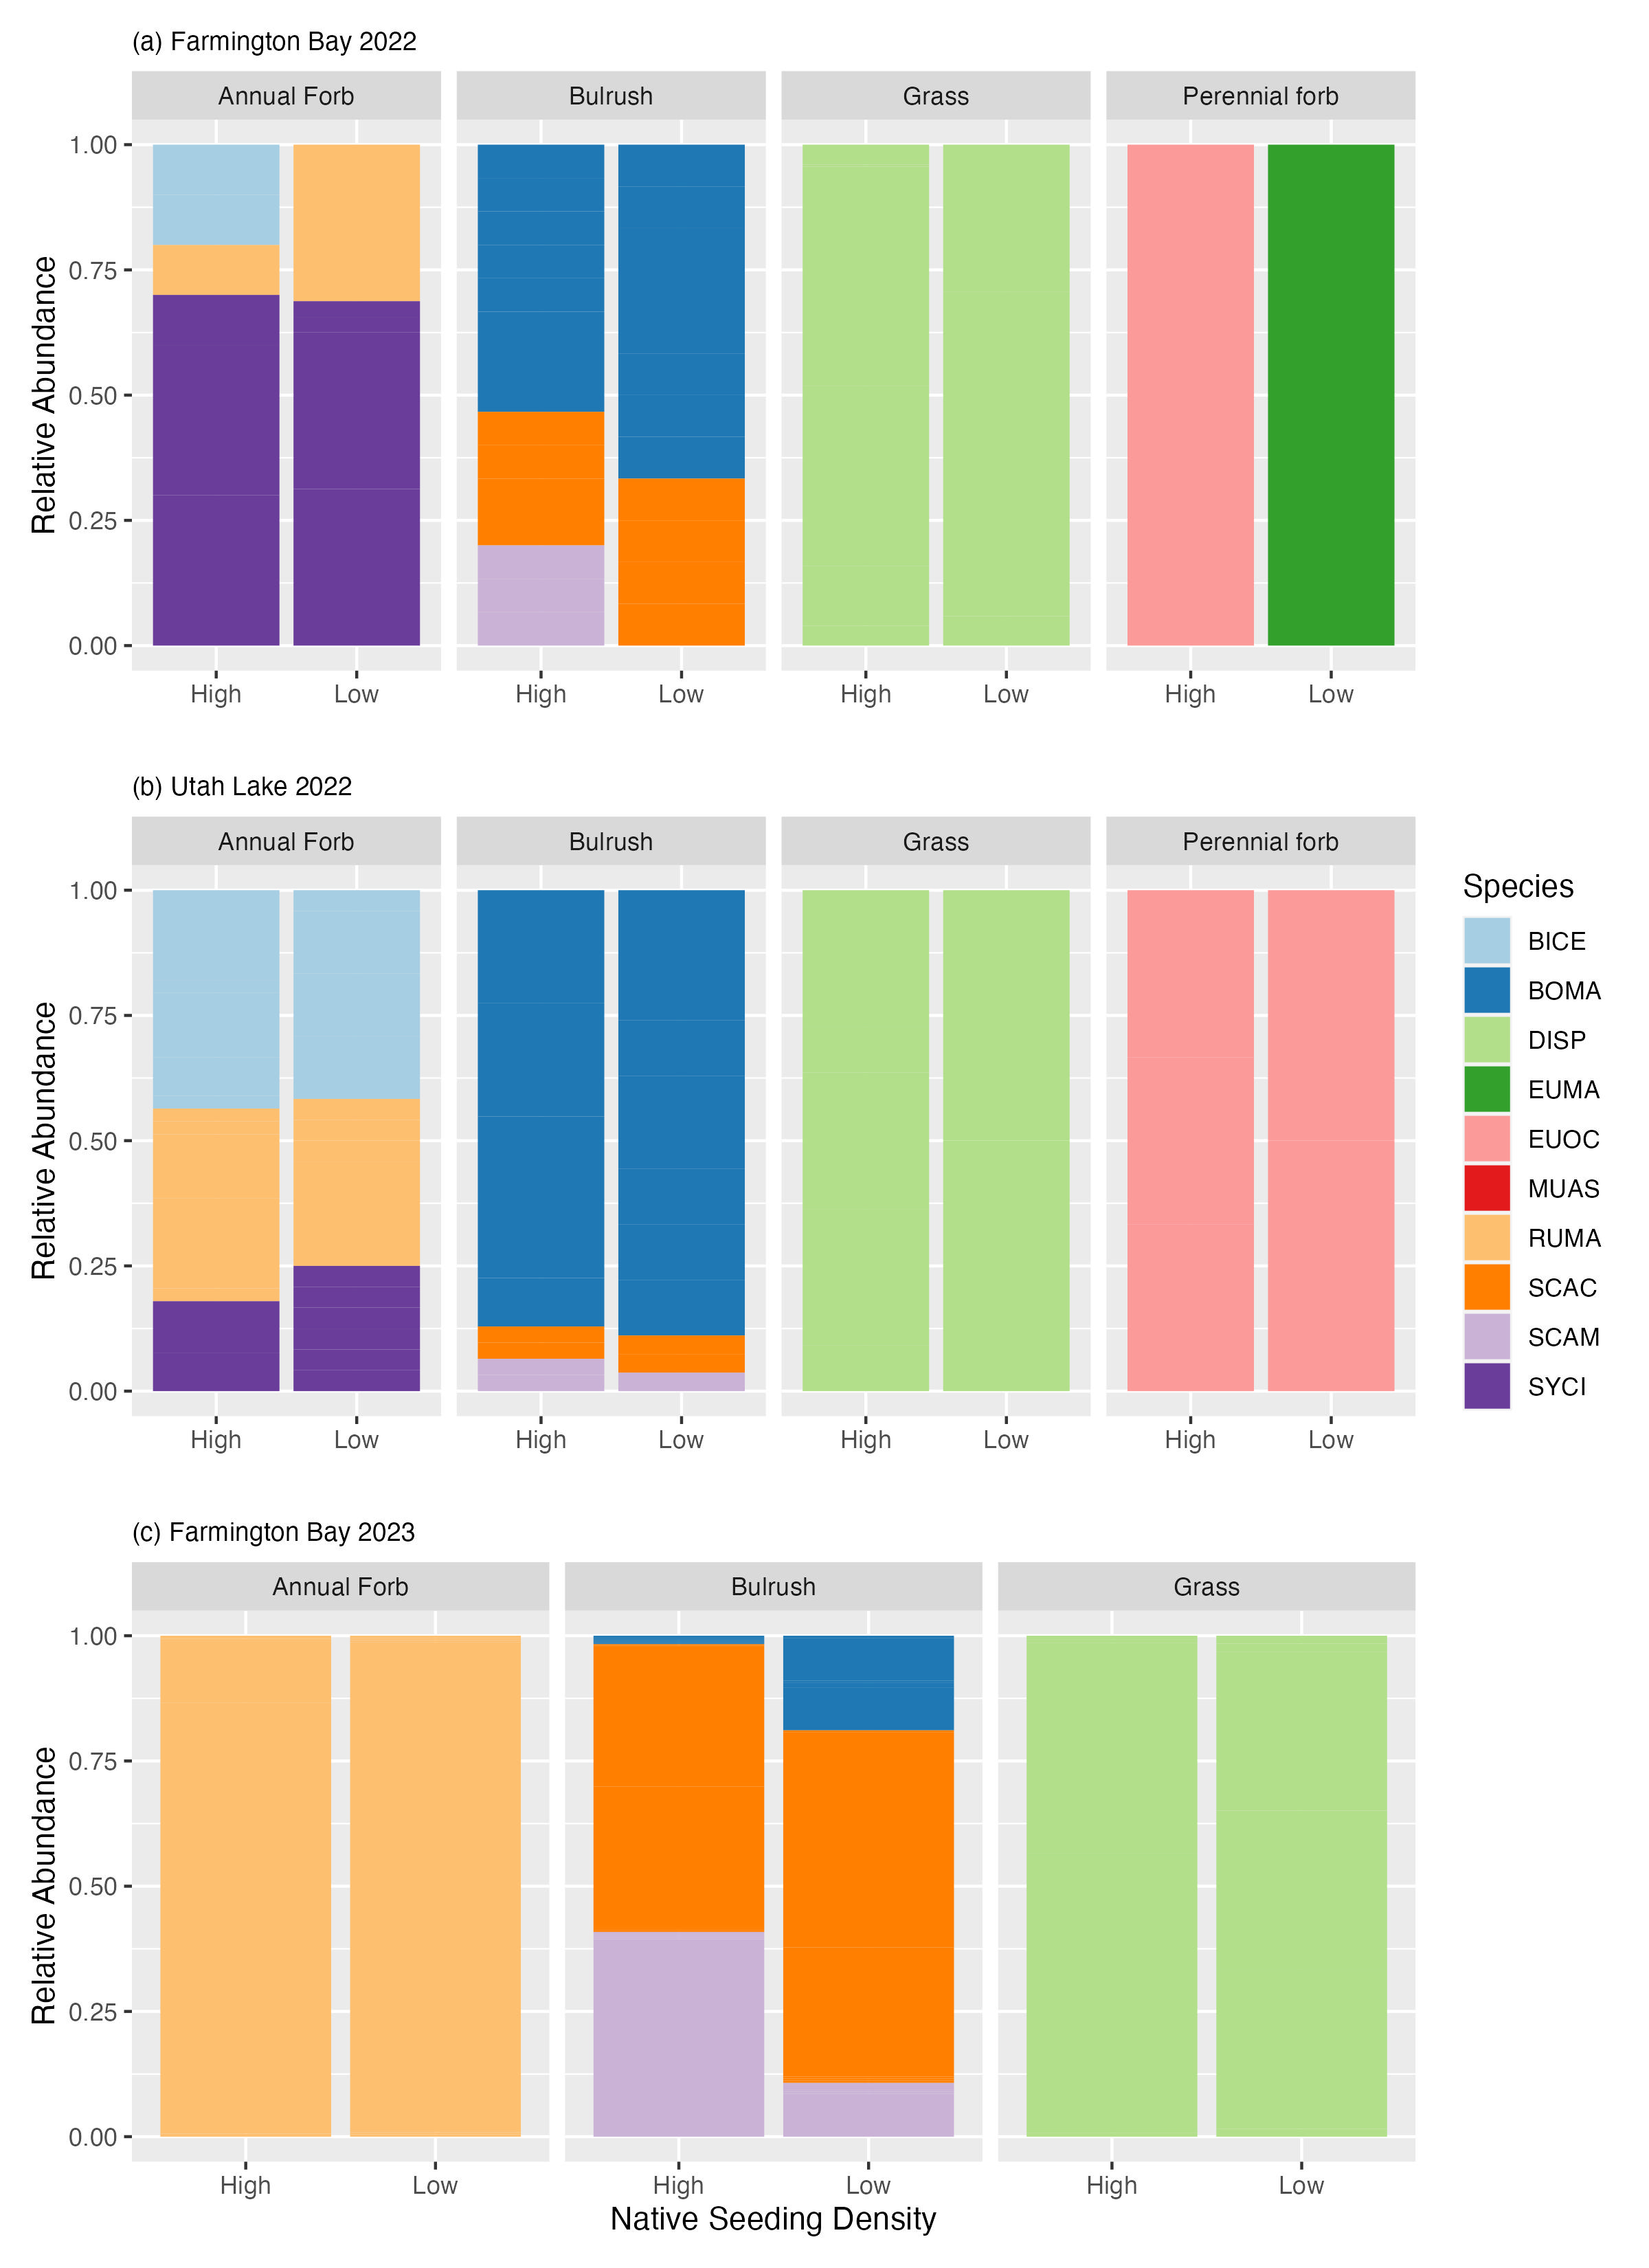 (a) Farmington Bay 2022
Annual Forb Bulrush Grass Perennial forb
1.00
0.75
0.50
0.25
0.00
Relative Abundance
High Low High Low High Low High Low
(b) Utah Lake 2022
Annual Forb Bulrush Grass Perennial forb
1.00
0.75
0.50
0.25
0.00
Relative Abundance
High Low High Low High Low High Low
Species
BICE
BOMA
DISP
EUMA
EUOC
MUAS
RUMA
SCAC
SCAM
SYCI
(c) Farmington Bay 2023
Annual Forb Bulrush Grass
1.00
0.75
0.50
0.25
0.00
Relative Abundance
High Low High Low High Low
Native Seeding Density